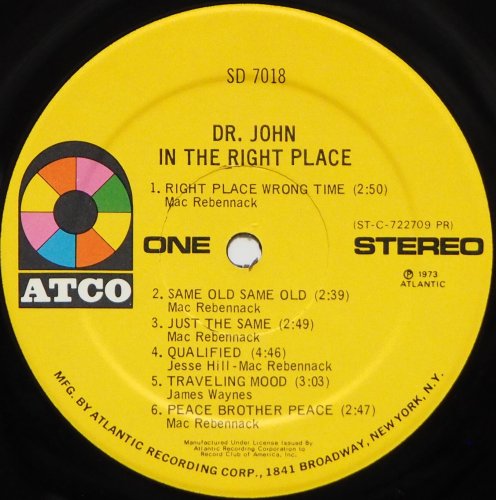 SD 7018
DR. JOHN
IN THE RIGHT PLACE
1. RIGHT PLACE WRONG TIME (2:50)
Mac Rebennack
(ST-C-722709 PR)
ONE
STEREO
ATCO
℗ 1973
ATLANTIC
2. SAME OLD SAME OLD (2:39)
Mac Rebennack
3. JUST THE SAME (2:49)
Mac Rebennack
4. QUALIFIED (4:46)
Jesse Hill-Mac Rebennack
5. TRAVELING MOOD (3:03)
James Waynes
6. PEACE BROTHER PEACE (2:47)
Mac Rebennack
Manufactured Under License Issued By
Atlantic Recording Corporation to
Record Club of America, Inc.
MFG. BY ATLANTIC RECORDING CORP., 1841 BROADWAY, NEW YORK, N.Y.